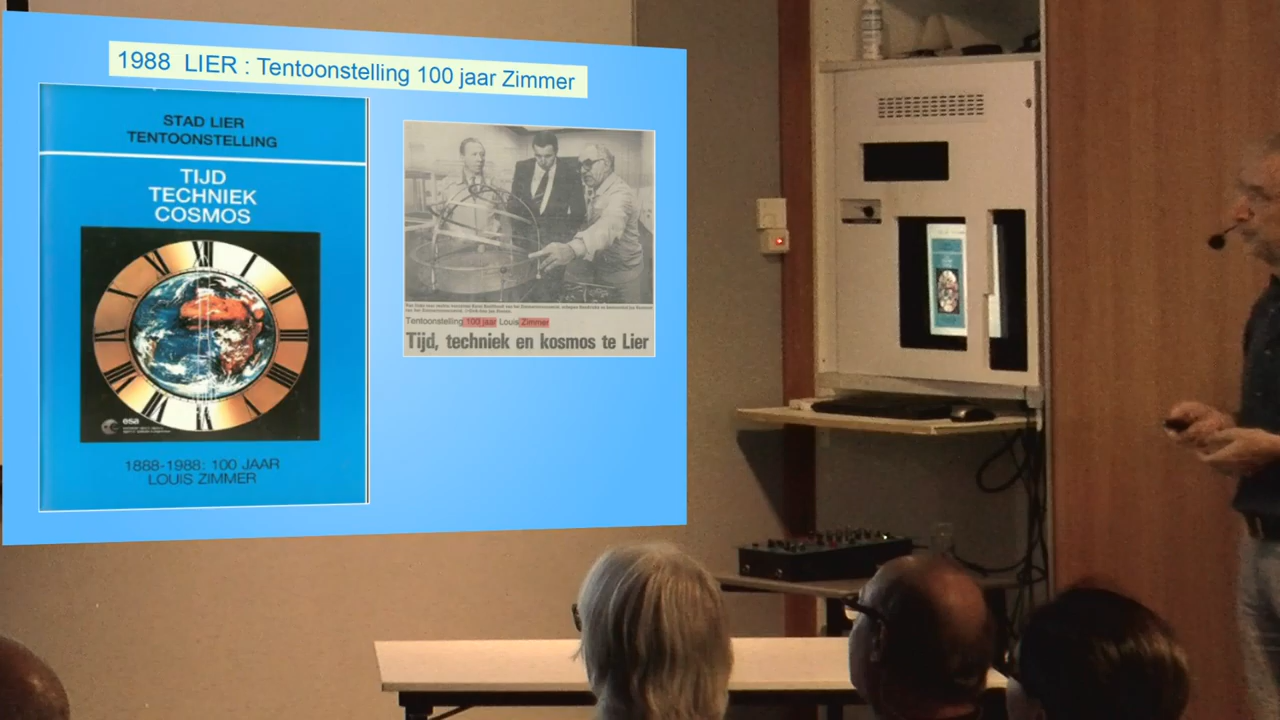 1988 LIER : Tentoonstelling 100 jaar Zimmer
STAD LIER
TENTOONSTELLING
TIJD
TECHNIEK
COSMOS
esa
1888-1988: 100 JAAR
LOUIS ZIMMER
Tentoonstelling 100 jaar Louis Zimmer
Tijd, techniek en kosmos te Lier